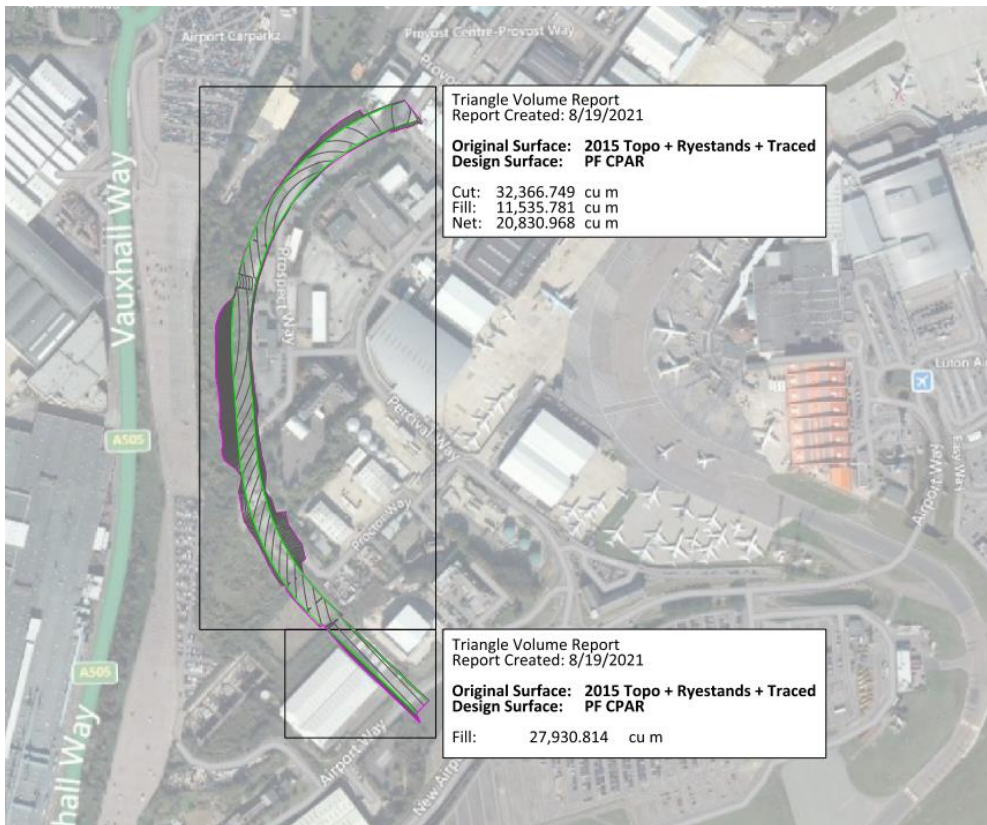 Airport Carparkz
Provost Centre-Provost Way
Triangle Volume Report
Report Created: 8/19/2021
Original Surface: 2015 Topo + Ryestands + Traced
Design Surface: PF CPAR
Cut: 32,366.749 cu m
Fill: 11,535.781 cu m
Net: 20,830.968 cu m
Vauxhall Way
Prospect Way
Luton Air
Percival Way
A505
Airport Way
Easy Way
Proctor Way
Triangle Volume Report
Report Created: 8/19/2021
Original Surface: 2015 Topo + Ryestands + Traced
Design Surface: PF CPAR
Fill: 27,930.814 cu m
A505
hall Way
Airport Way
New Airp